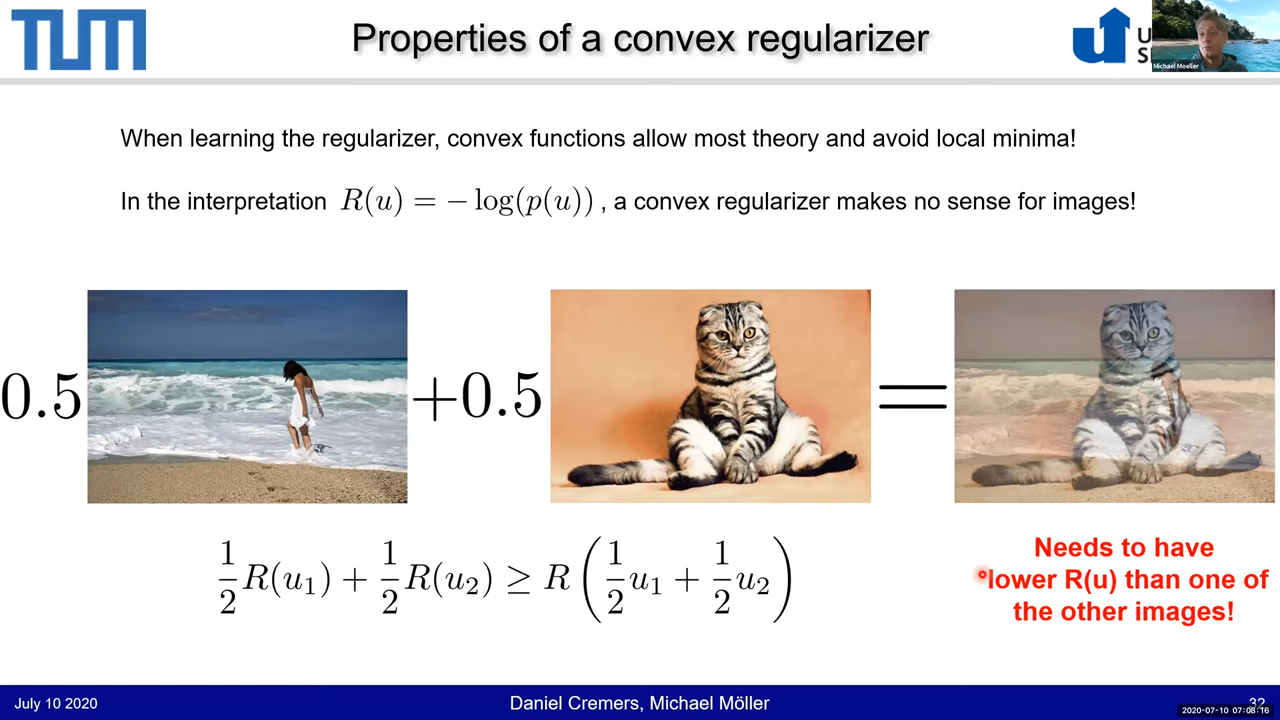 TUM
Properties of a convex regularizer
U
S
Michael Moeller
When learning the regularizer, convex functions allow most theory and avoid local minima!
In the interpretation R(u) = − log(p(u)) , a convex regularizer makes no sense for images!
0.5 +0.5 =
1/2 R(u₁) + 1/2 R(u₂) ≥ R(1/2 u₁ + 1/2 u₂)
Needs to have
lower R(u) than one of
the other images!
July 10 2020
Daniel Cremers, Michael Möller
32
2020-07-10 07:08:16